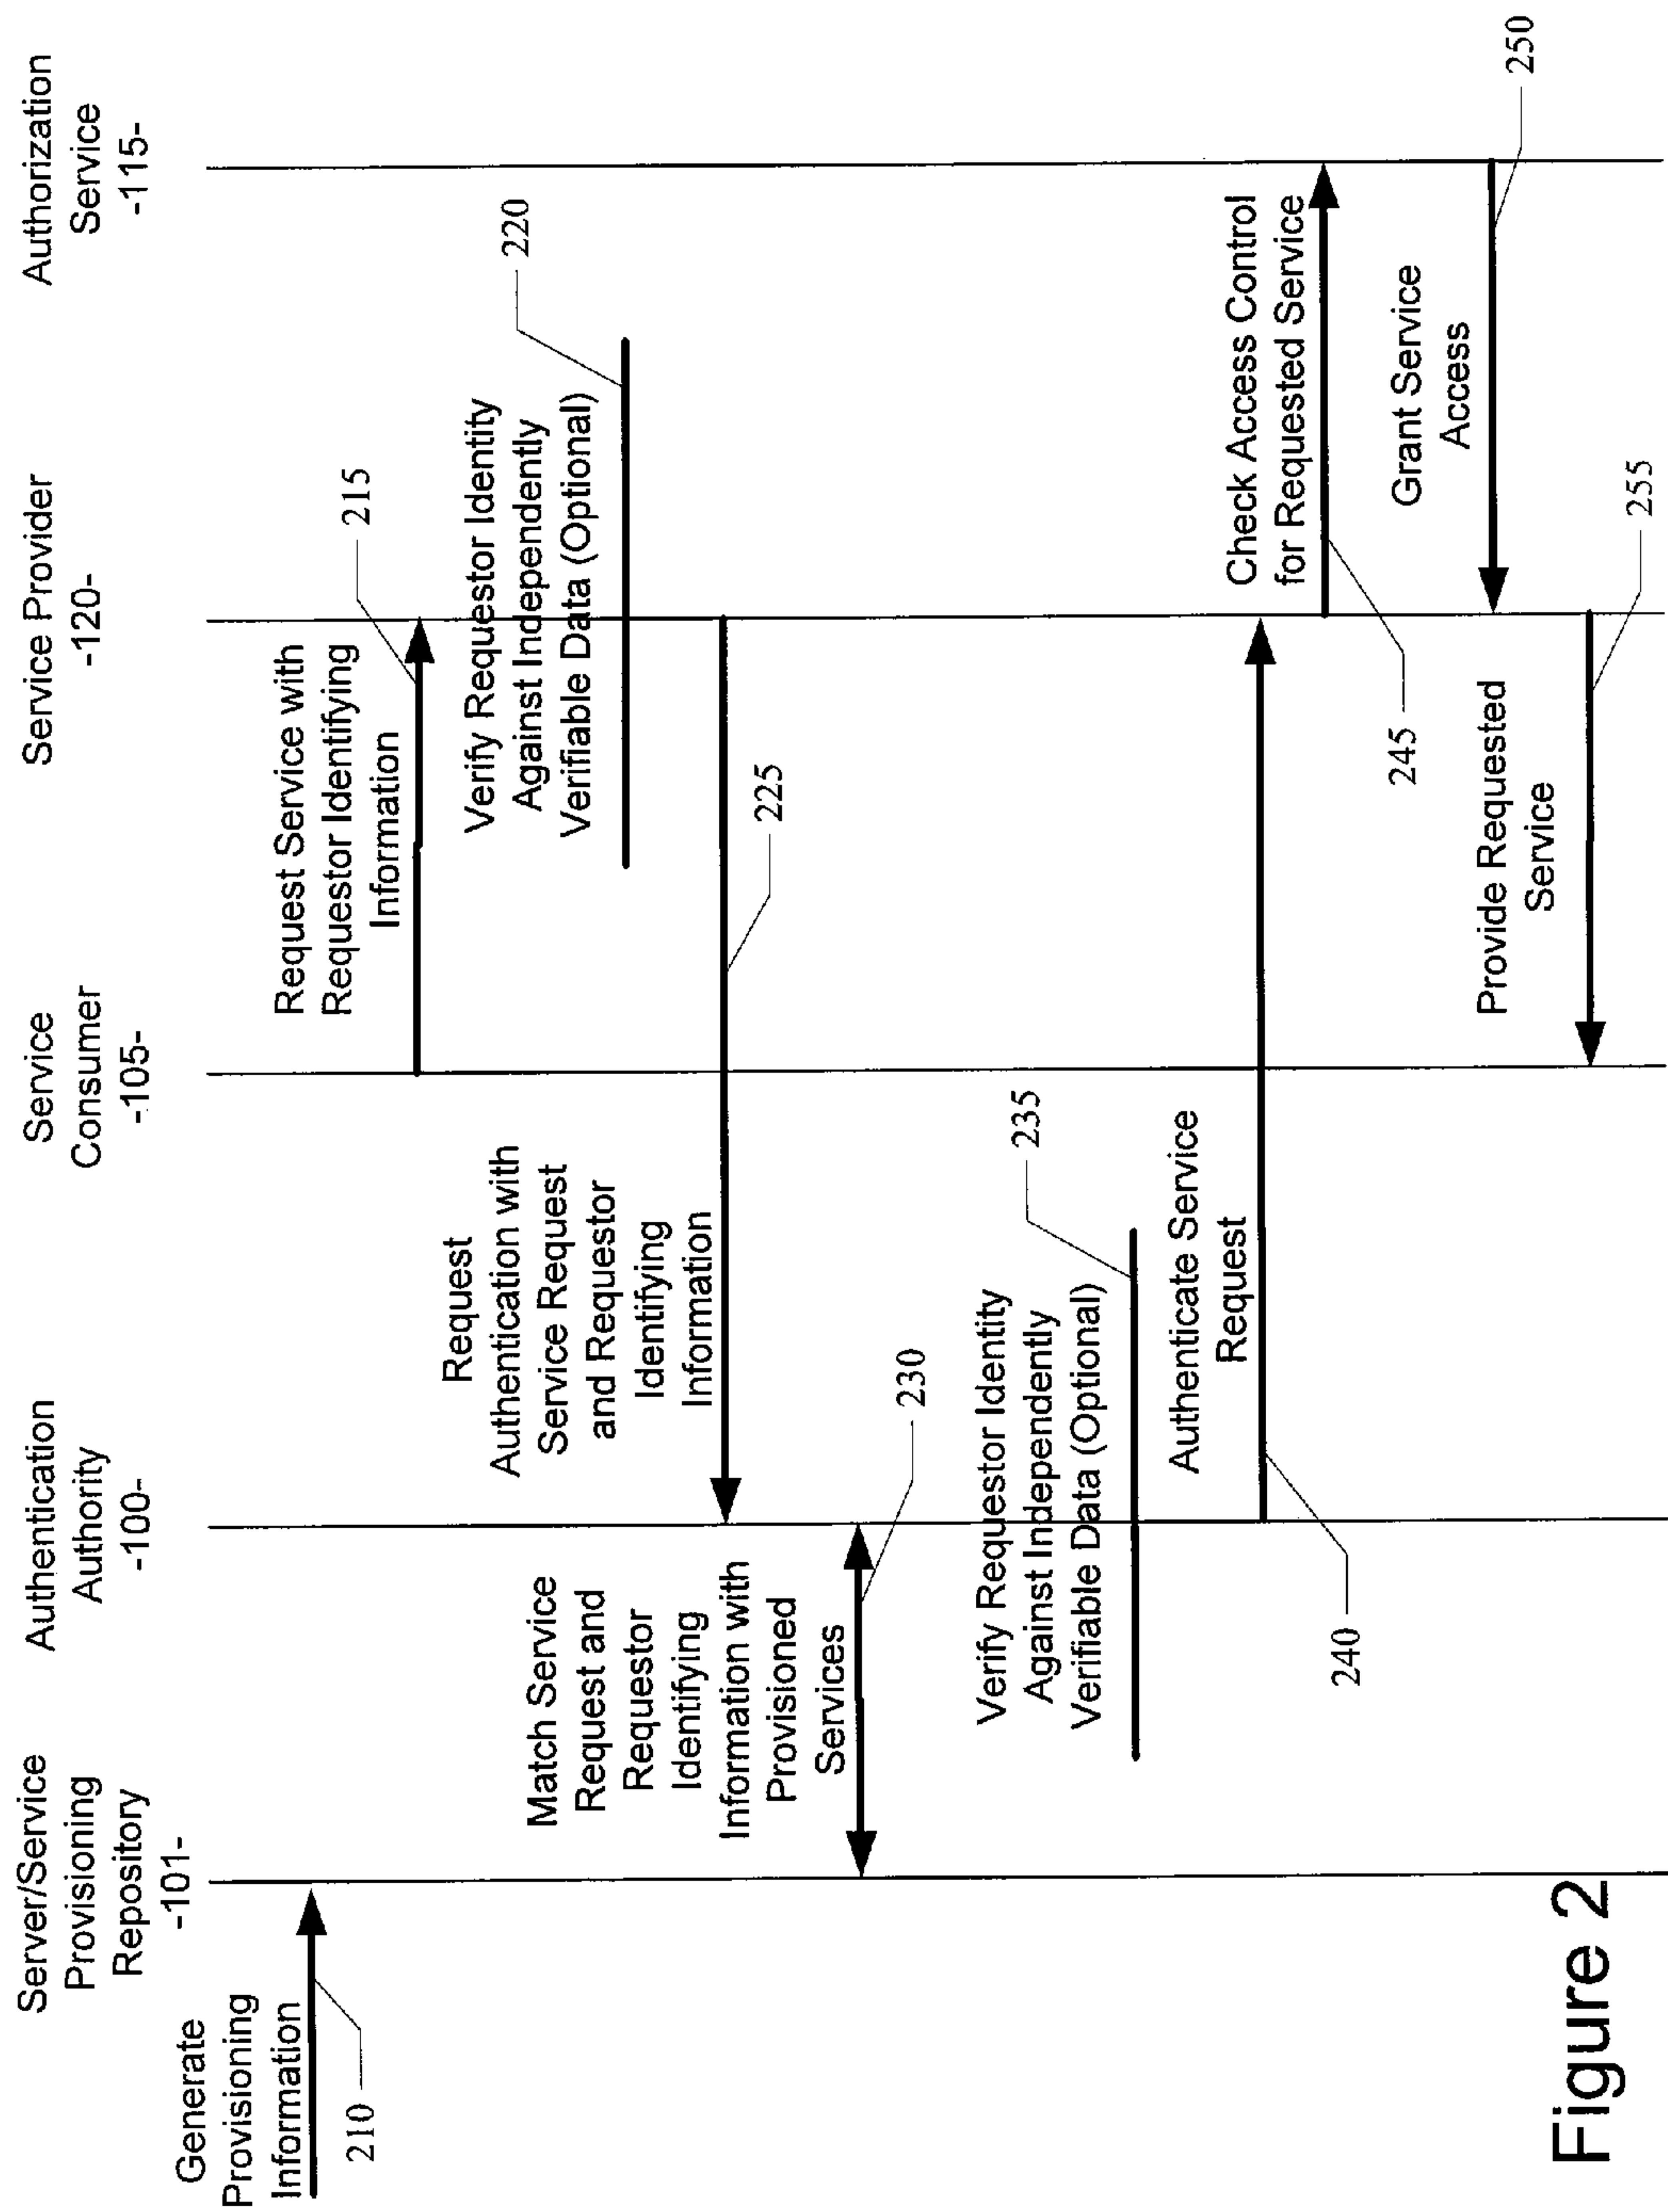 Server/Service
Provisioning
Repository
-101-
Authentication
Authority
-100-
Service
Consumer
-105-
Service Provider
-120-
Authorization
Service
-115-
Generate
Provisioning
Information
210
Request Service with
Requestor Identifying
Information
215
Verify Requestor Identity
Against Independently
Verifiable Data (Optional)
220
Request
Authentication with
Service Request
and Requestor
Identifying
Information
225
Match Service
Request and
Requestor
Identifying
Information with
Provisioned
Services
230
Verify Requestor Identity
Against Independently
Verifiable Data (Optional)
235
Authenticate Service
Request
240
Check Access Control
for Requested Service
245
Grant Service
Access
250
Provide Requested
Service
255
Figure 2